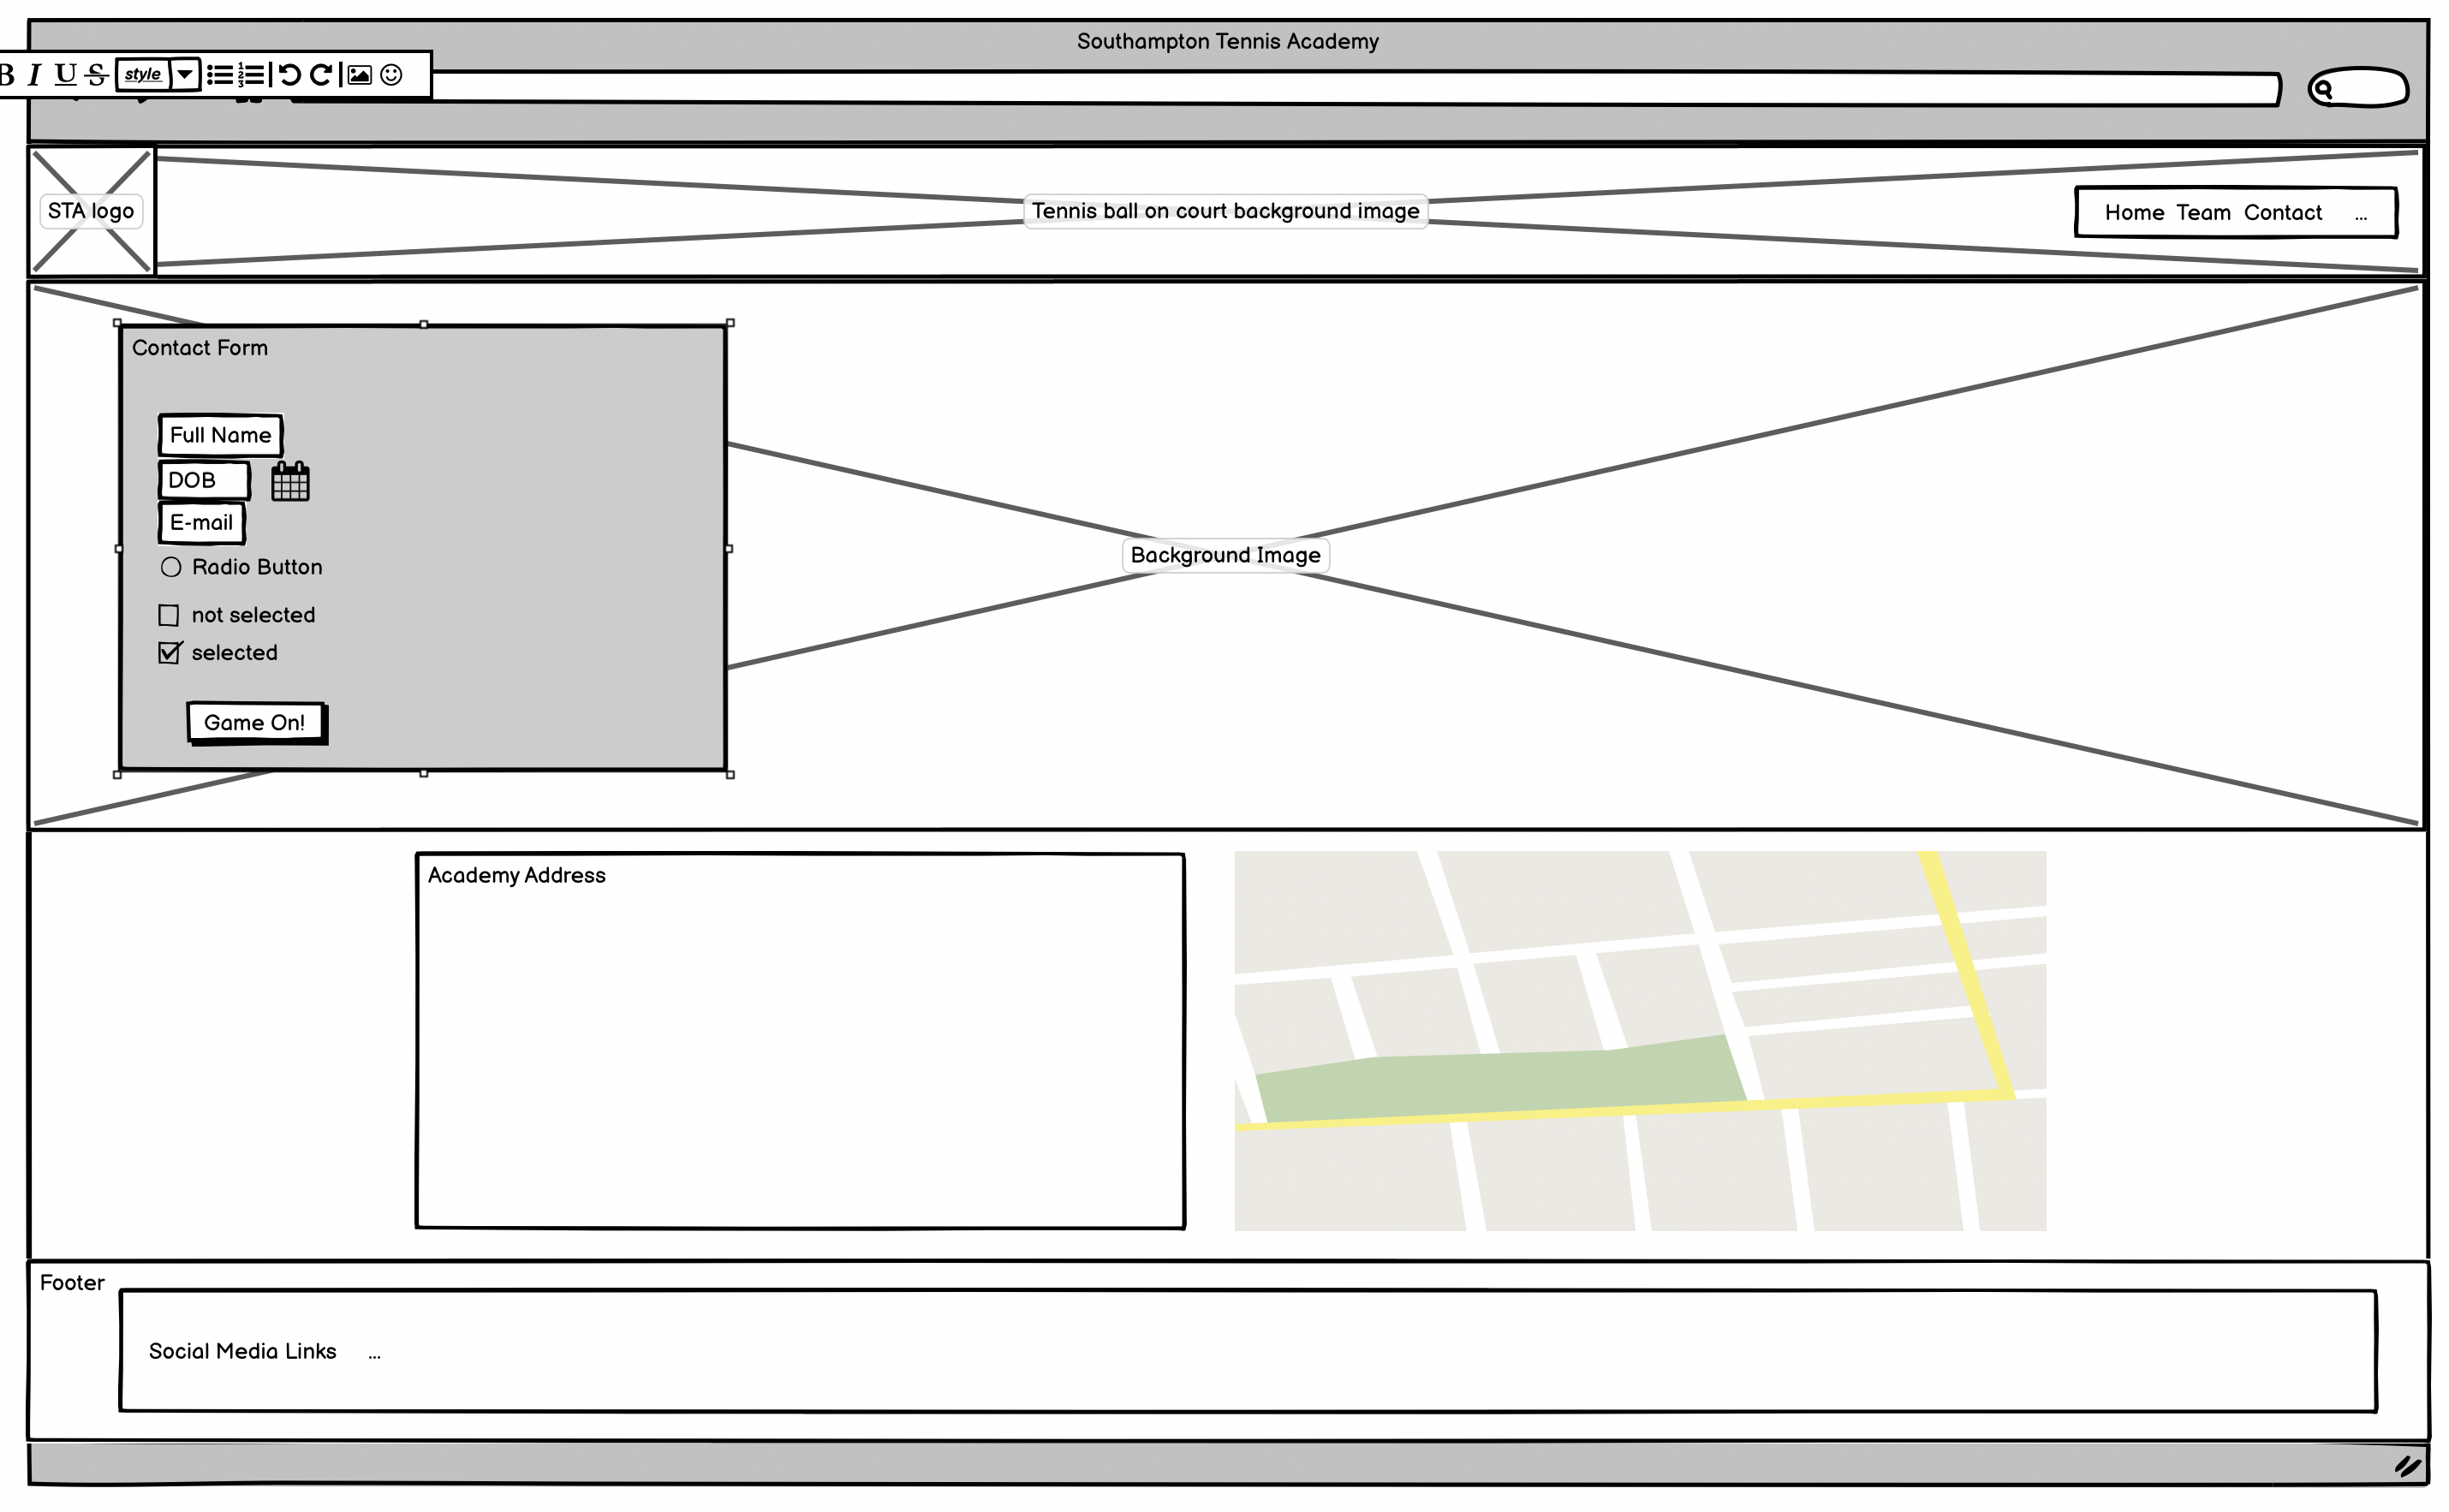 Southampton Tennis Academy
B I U S style
STA logo
Tennis ball on court background image
Home Team Contact ...
Contact Form
Full Name
DOB
E-mail
Radio Button
not selected
selected
Game On!
Background Image
Academy Address
Footer
Social Media Links ...